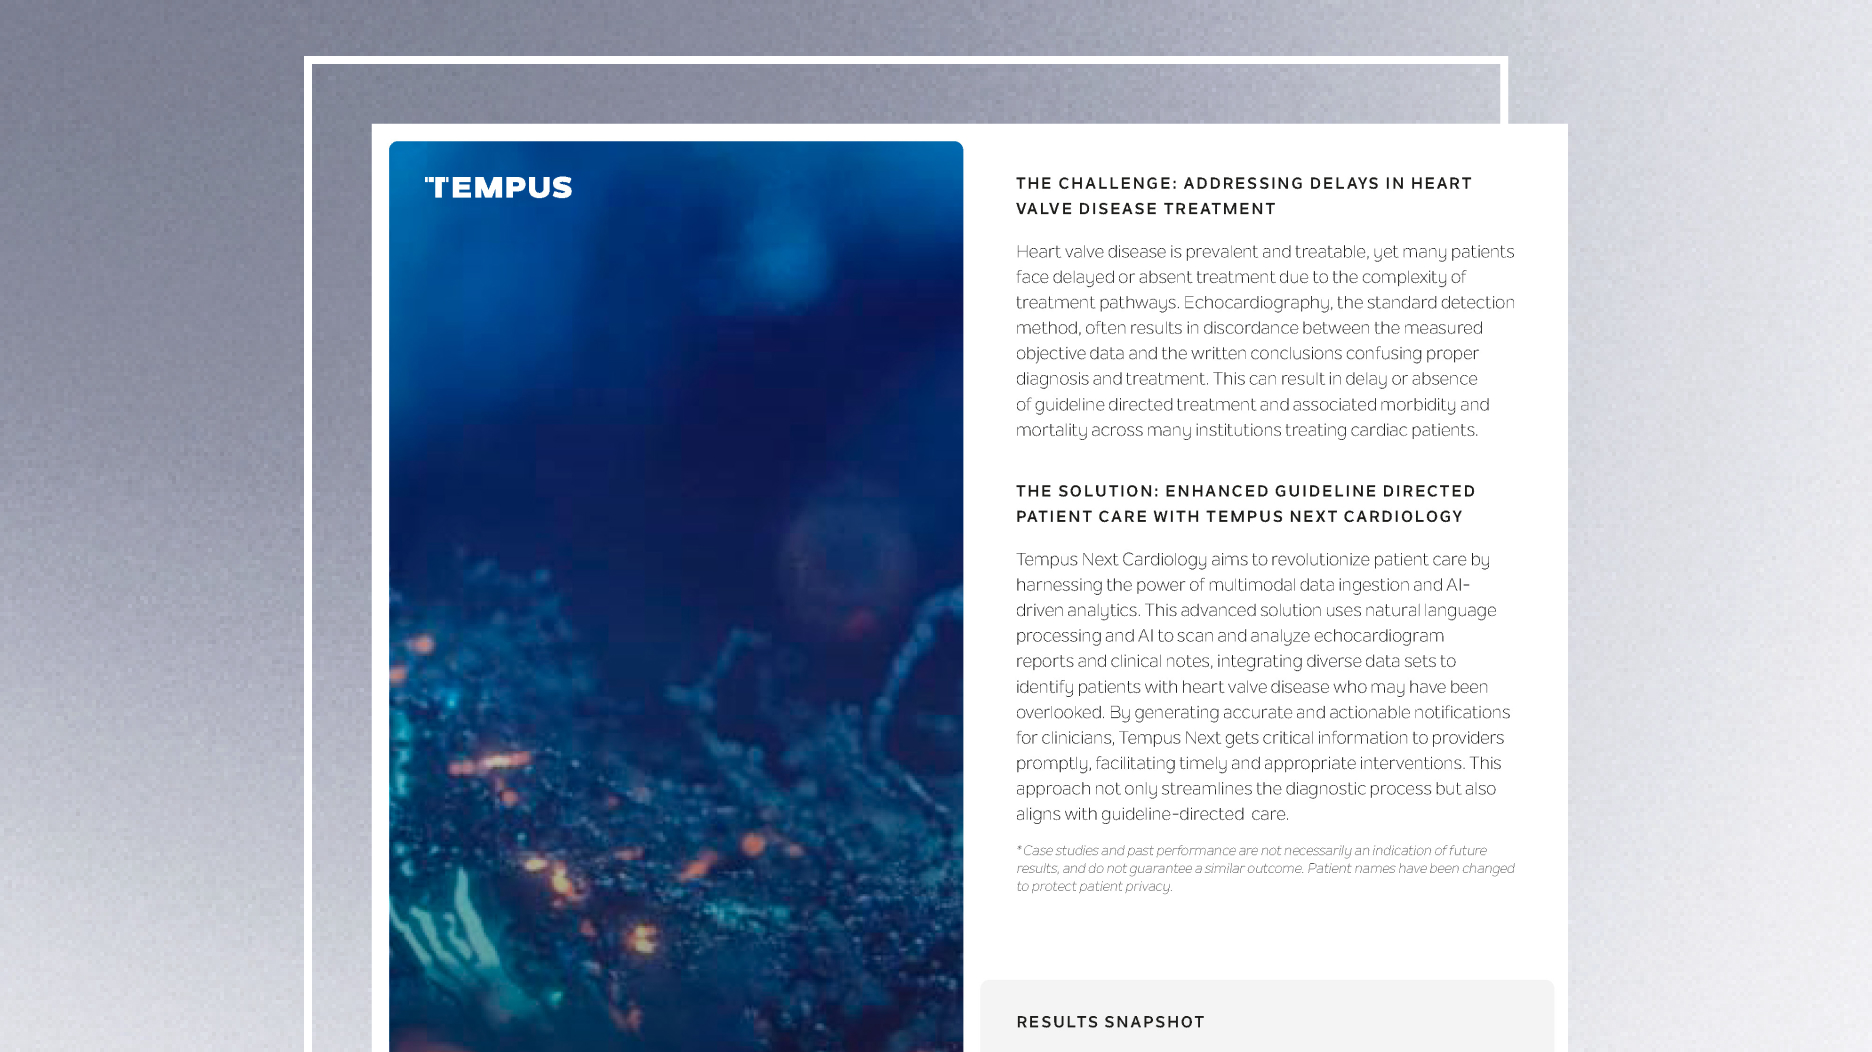 TEMPUS
THE CHALLENGE: ADDRESSING DELAYS IN HEART
VALVE DISEASE TREATMENT
Heart valve disease is prevalent and treatable, yet many patients
face delayed or absent treatment due to the complexity of
treatment pathways. Echocardiography, the standard detection
method, often results in discordance between the measured
objective data and the written conclusions confusing proper
diagnosis and treatment. This can result in delay or absence
of guideline directed treatment and associated morbidity and
mortality across many institutions treating cardiac patients.
THE SOLUTION: ENHANCED GUIDELINE DIRECTED
PATIENT CARE WITH TEMPUS NEXT CARDIOLOGY
Tempus Next Cardiology aims to revolutionize patient care by
harnessing the power of multimodal data ingestion and AI-
driven analytics. This advanced solution uses natural language
processing and AI to scan and analyze echocardiogram
reports and clinical notes, integrating diverse data sets to
identify patients with heart valve disease who may have been
overlooked. By generating accurate and actionable notifications
for clinicians, Tempus Next gets critical information to providers
promptly, facilitating timely and appropriate interventions. This
approach not only streamlines the diagnostic process but also
aligns with guideline-directed care.
*Case studies and past performance are not necessarily an indication of future
results, and do not guarantee a similar outcome. Patient names have been changed
to protect patient privacy.
RESULTS SNAPSHOT